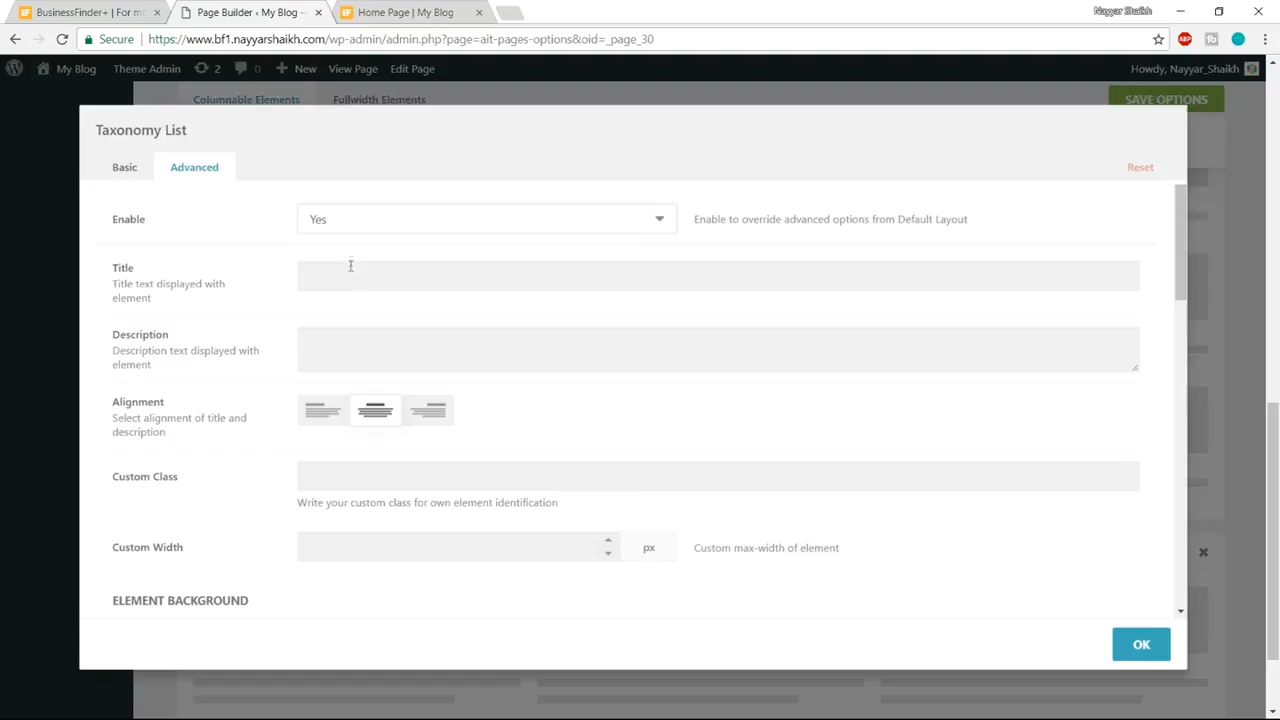 BusinessFinder+ | For mo
Page Builder ‹ My Blog –
Home Page | My Blog
Nayyar Shaikh
Secure
https://www.bf1.nayyarshaikh.com/wp-admin/admin.php?page=ait-pages-options&oid=_page_30
ABP
My Blog
Theme Admin
2
0
New
View Page
Edit Page
Howdy, Nayyar_Shaikh
Columnable Elements
Fullwidth Elements
SAVE OPTIONS
Taxonomy List
Basic
Advanced
Reset
Enable
Yes
Enable to override advanced options from Default Layout
Title
Title text displayed with
element
Description
Description text displayed with
element
Alignment
Select alignment of title and
description
Custom Class
Write your custom class for own element identification
Custom Width
px
Custom max-width of element
ELEMENT BACKGROUND
OK